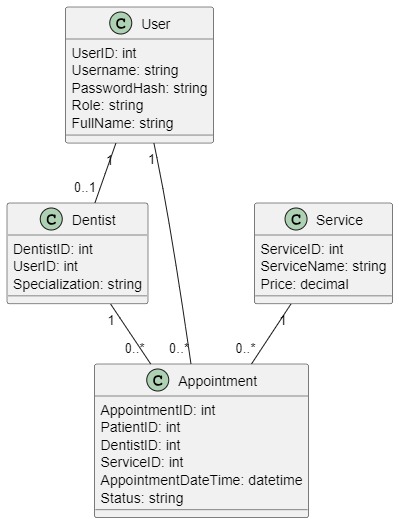 C User
UserID: int
Username: string
PasswordHash: string
Role: string
FullName: string
1
1
0..1
C Dentist
DentistID: int
UserID: int
Specialization: string
C Service
ServiceID: int
ServiceName: string
Price: decimal
1
1
0..*
0..*
0..*
C Appointment
AppointmentID: int
PatientID: int
DentistID: int
ServiceID: int
AppointmentDateTime: datetime
Status: string